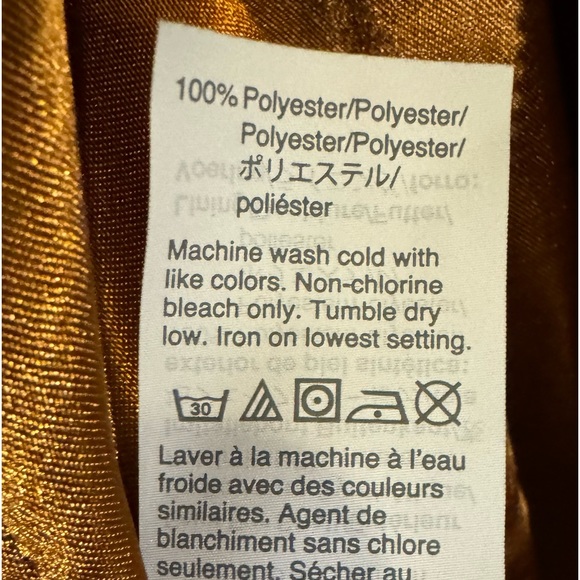 100% Polyester/Polyester/
Polyester/Polyester/
ポリエステル/
poliéster
Machine wash cold with
like colors. Non-chlorine
bleach only. Tumble dry
low. Iron on lowest setting.
30
Laver à la machine à l'eau
froide avec des couleurs
similaires. Agent de
blanchiment sans chlore
seulement. Sécher au